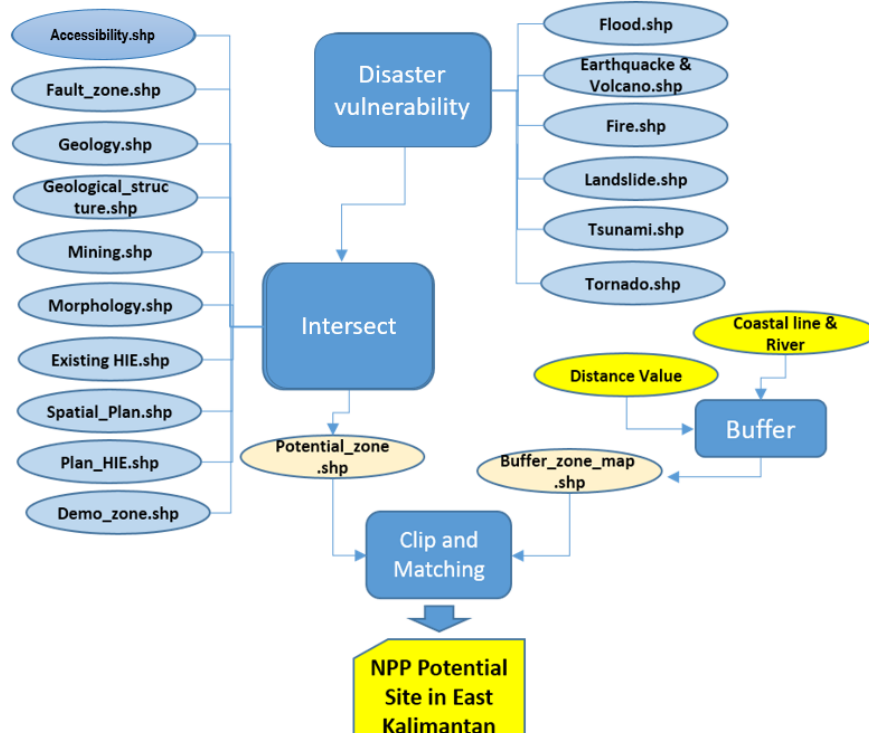 Accessibility.shp
Fault_zone.shp
Geology.shp
Geological_struc
ture.shp
Mining.shp
Morphology.shp
Existing HIE.shp
Spatial_Plan.shp
Plan_HIE.shp
Demo_zone.shp
Disaster
vulnerability
Flood.shp
Earthquacke &
Volcano.shp
Fire.shp
Landslide.shp
Tsunami.shp
Tornado.shp
Intersect
Coastal line &
River
Distance Value
Buffer
Potential_zone
.shp
Buffer_zone_map
.shp
Clip and
Matching
NPP Potential
Site in East
Kalimantan